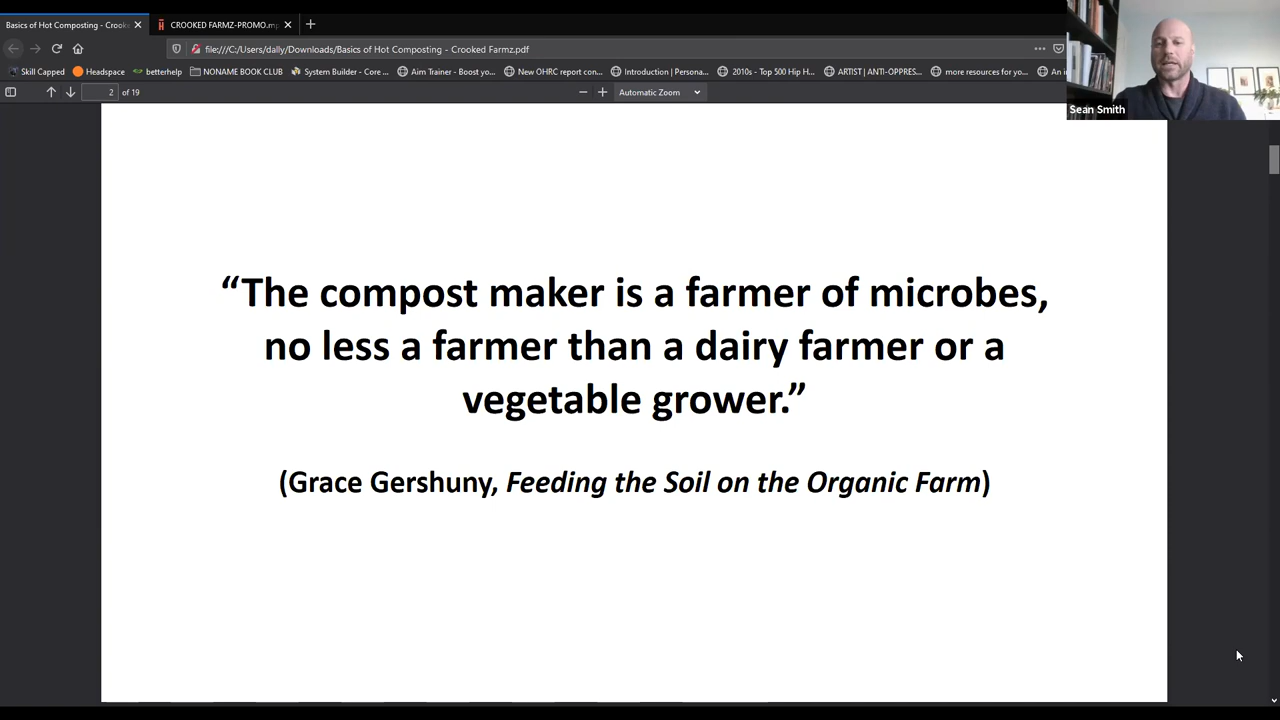 Basics of Hot Composting - Crooke
CROOKED FARMZ-PROMO.mp
file:///C:/Users/dally/Downloads/Basics of Hot Composting - Crooked Farmz.pdf
Skill Capped
Headspace
betterhelp
NONAME BOOK CLUB
System Builder - Core ...
Aim Trainer - Boost yo...
New OHRC report con...
Introduction | Persona...
2010s - Top 500 Hip H...
ARTIST | ANTI-OPPRES...
more resources for yo...
An i
2 of 19
Automatic Zoom
Sean Smith
“The compost maker is a farmer of microbes,
no less a farmer than a dairy farmer or a
vegetable grower.”
(Grace Gershuny, Feeding the Soil on the Organic Farm)